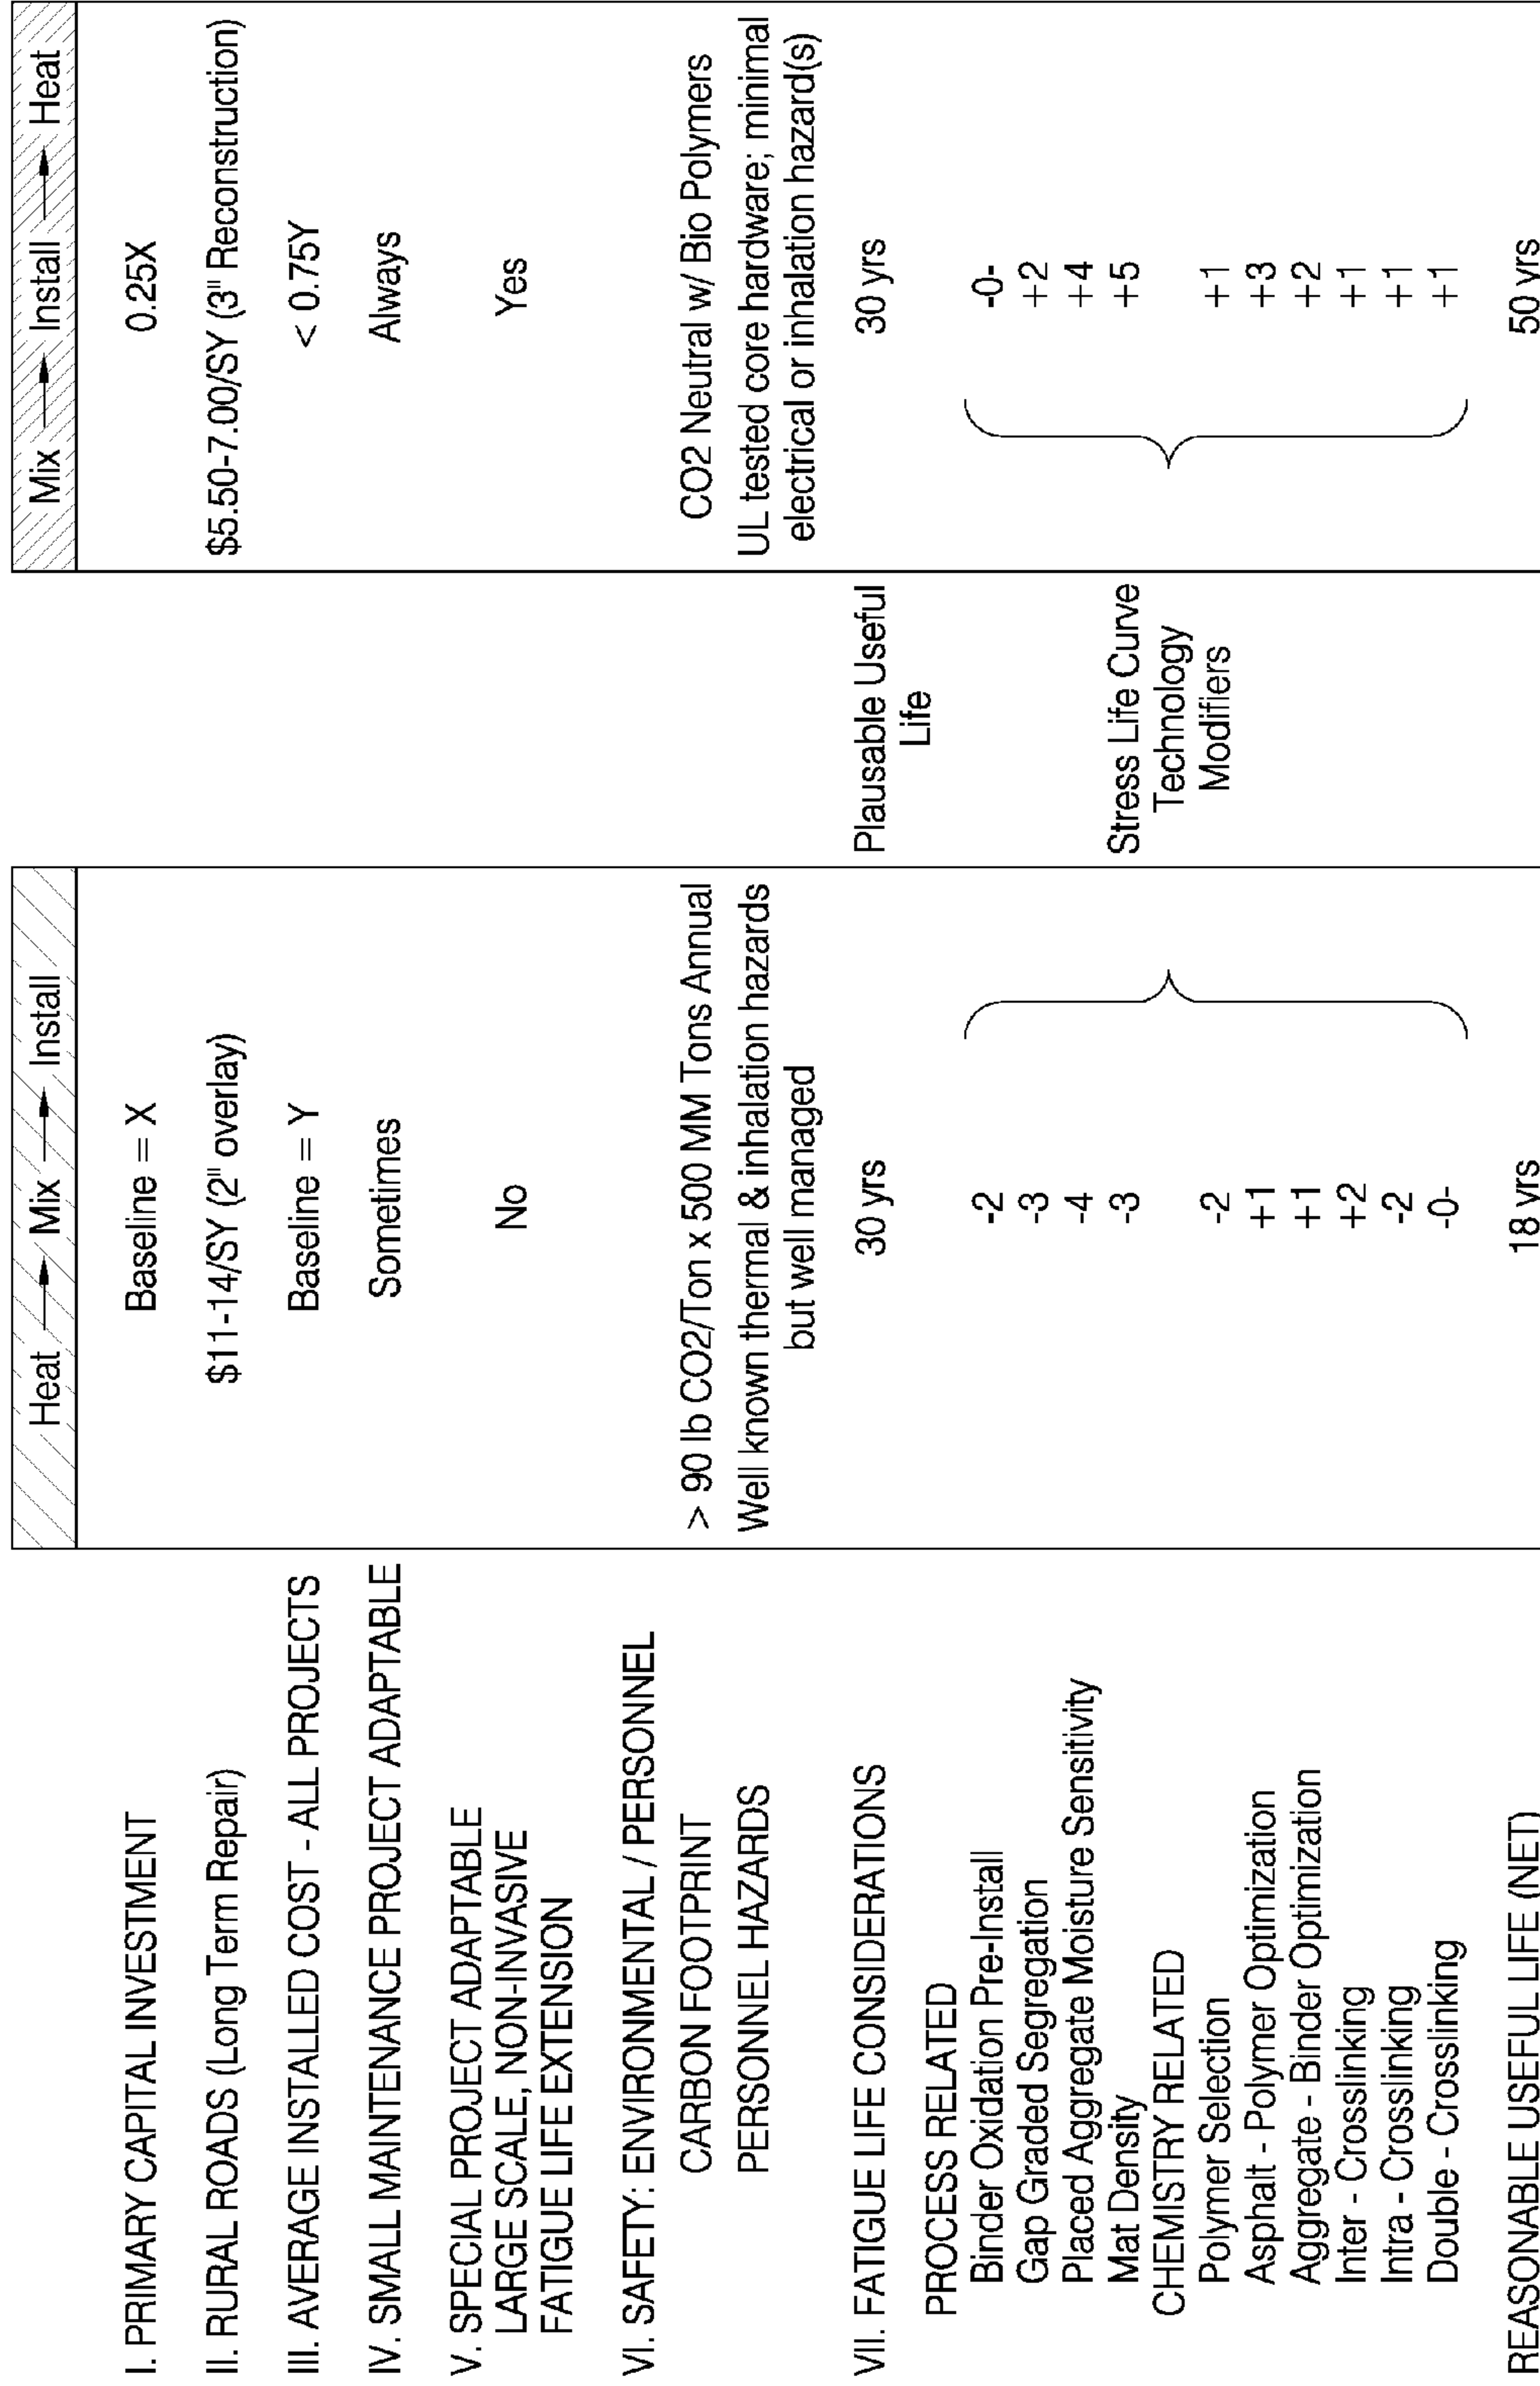 Heat → Mix → Install
Mix → Install → Heat
I. PRIMARY CAPITAL INVESTMENT
Baseline = X
0.25X
II. RURAL ROADS (Long Term Repair)
$11-14/SY (2" overlay)
$5.50-7.00/SY (3" Reconstruction)
III. AVERAGE INSTALLED COST - ALL PROJECTS
Baseline = Y
< 0.75Y
IV. SMALL MAINTENANCE PROJECT ADAPTABLE
Sometimes
Always
V. SPECIAL PROJECT ADAPTABLE
LARGE SCALE, NON-INVASIVE
FATIGUE LIFE EXTENSION
No
Yes
VI. SAFETY: ENVIRONMENTAL / PERSONNEL
CARBON FOOTPRINT
> 90 lb CO2/Ton x 500 MM Tons Annual
CO2 Neutral w/ Bio Polymers
PERSONNEL HAZARDS
Well known thermal & inhalation hazards
but well managed
UL tested core hardware; minimal
electrical or inhalation hazard(s)
VII. FATIGUE LIFE CONSIDERATIONS
30 yrs
Plausable Useful
Life
30 yrs
PROCESS RELATED
Binder Oxidation Pre-Install
-2
-0-
Gap Graded Segregation
-3
+2
Placed Aggregate Moisture Sensitivity
-4
+4
Mat Density
-3
+5
Stress Life Curve
Technology
Modifiers
CHEMISTRY RELATED
Polymer Selection
-2
+1
Asphalt - Polymer Optimization
+1
+3
Aggregate - Binder Optimization
+1
+2
Inter - Crosslinking
+2
+1
Intra - Crosslinking
-2
+1
Double - Crosslinking
-0-
+1
REASONABLE USEFUL LIFE (NET)
18 yrs
50 yrs